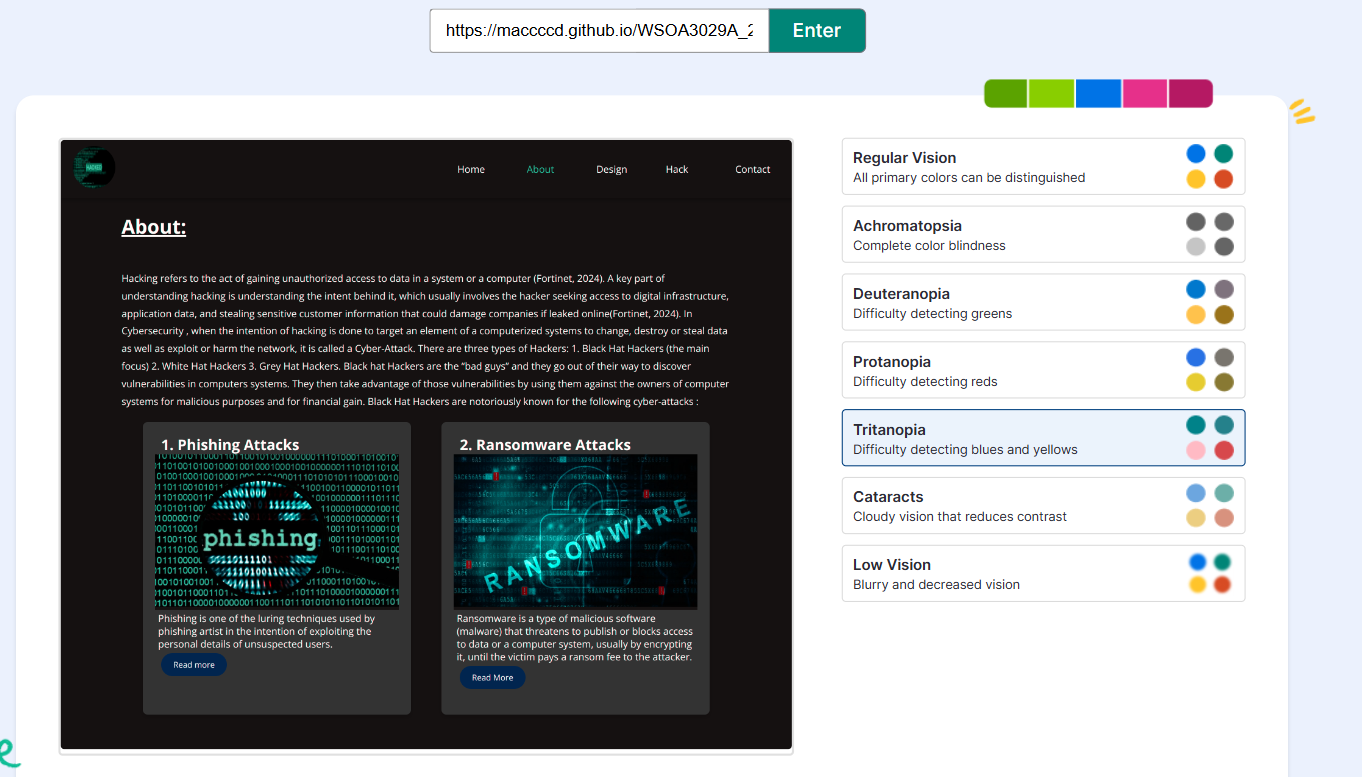 https://maccccd.github.io/WSOA3029A_2
Enter
HACKED
Home About Design Hack Contact
About:
Hacking refers to the act of gaining unauthorized access to data in a system or a computer (Fortinet, 2024). A key part of
understanding hacking is understanding the intent behind it, which usually involves the hacker seeking access to digital infrastructure,
application data, and stealing sensitive customer information that could damage companies if leaked online(Fortinet, 2024). In
Cybersecurity , when the intention of hacking is done to target an element of a computerized systems to change, destroy or steal data
as well as exploit or harm the network, it is called a Cyber-Attack. There are three types of Hackers: 1. Black Hat Hackers (the main
focus) 2. White Hat Hackers 3. Grey Hat Hackers. Black hat Hackers are the “bad guys” and they go out of their way to discover
vulnerabilities in computers systems. They then take advantage of those vulnerabilities by using them against the owners of computer
systems for malicious purposes and for financial gain. Black Hat Hackers are notoriously known for the following cyber-attacks :
1. Phishing Attacks
phishing
Phishing is one of the luring techniques used by
phishing artist in the intention of exploiting the
personal details of unsuspected users.
Read more
2. Ransomware Attacks
RANSOMWARE
Ransomware is a type of malicious software
(malware) that threatens to publish or blocks access
to data or a computer system, usually by encrypting
it, until the victim pays a ransom fee to the attacker.
Read More
Regular Vision
All primary colors can be distinguished
Achromatopsia
Complete color blindness
Deuteranopia
Difficulty detecting greens
Protanopia
Difficulty detecting reds
Tritanopia
Difficulty detecting blues and yellows
Cataracts
Cloudy vision that reduces contrast
Low Vision
Blurry and decreased vision